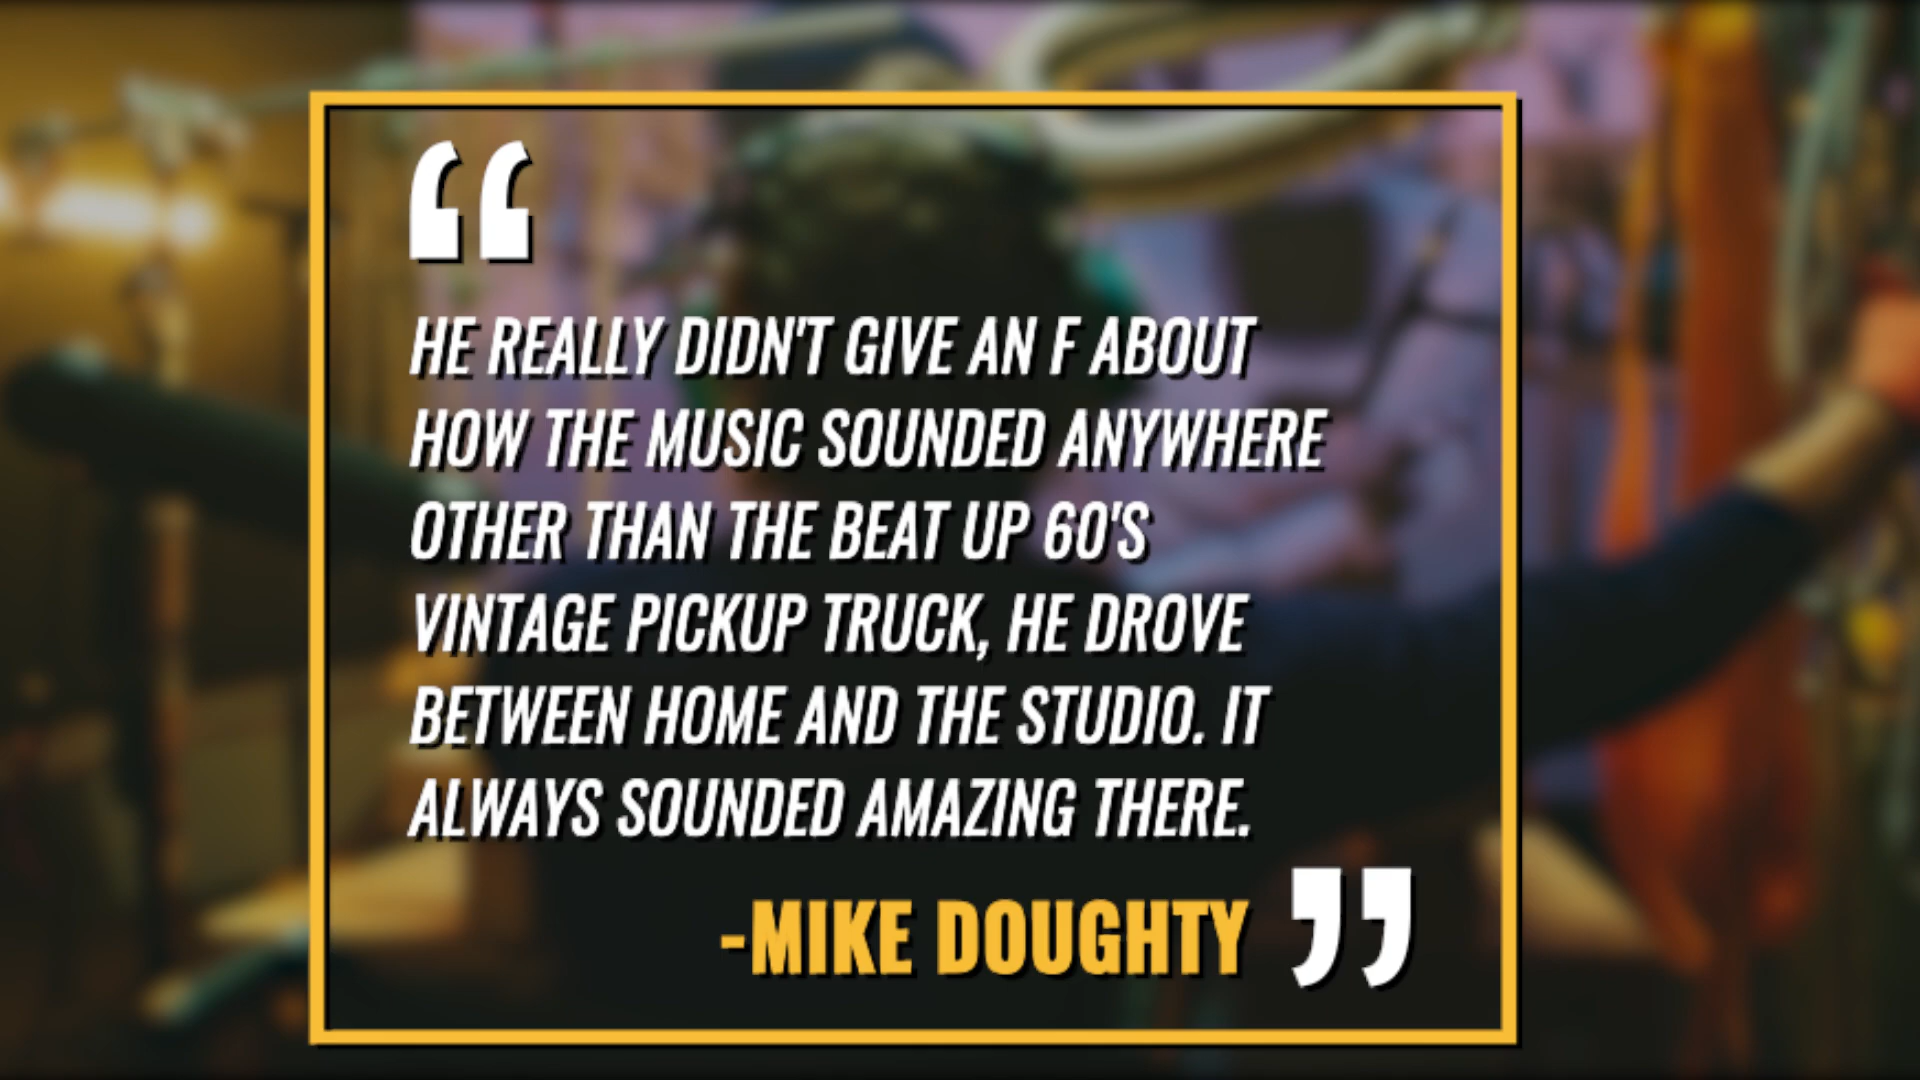 “
HE REALLY DIDN'T GIVE AN F ABOUT
HOW THE MUSIC SOUNDED ANYWHERE
OTHER THAN THE BEAT UP 60'S
VINTAGE PICKUP TRUCK, HE DROVE
BETWEEN HOME AND THE STUDIO. IT
ALWAYS SOUNDED AMAZING THERE.
-MIKE DOUGHTY ”